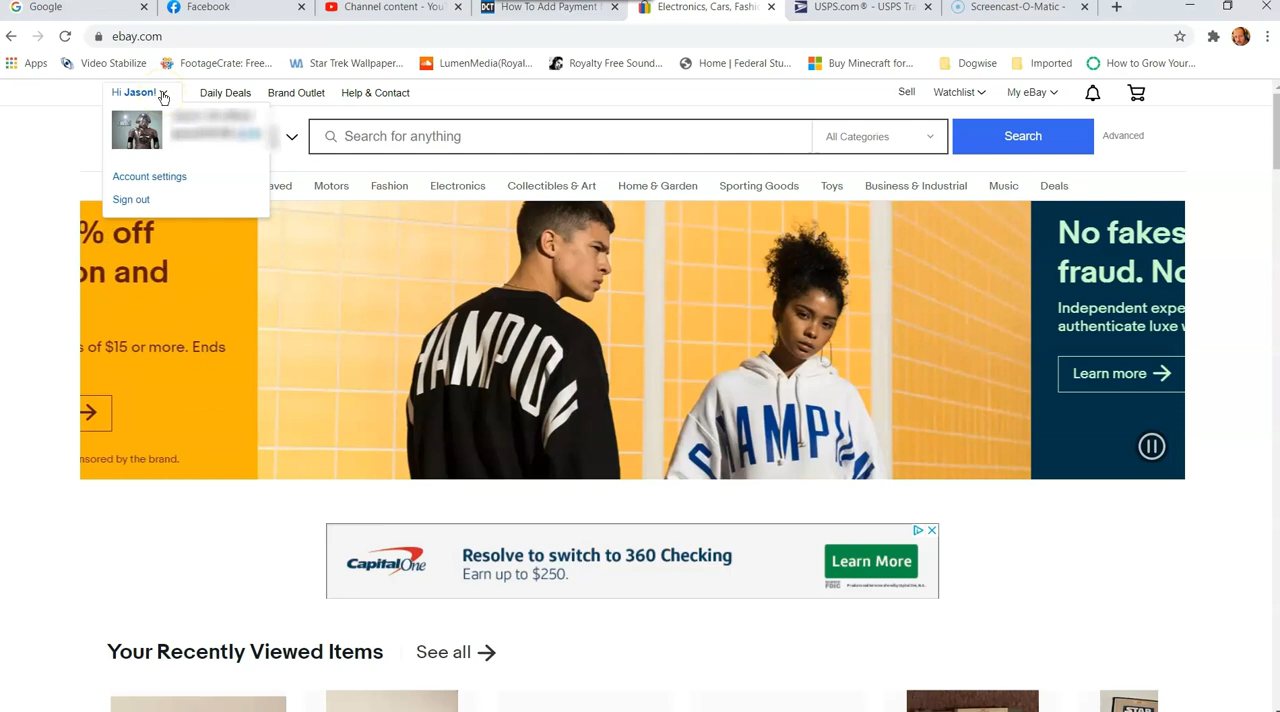 Google
Facebook
Channel content - You
How To Add Payment
Electronics, Cars, Fashi
USPS.com® - USPS Tra
Screencast-O-Matic -
ebay.com
Apps
Video Stabilize
FootageCrate: Free...
Star Trek Wallpaper...
LumenMedia(Royal...
Royalty Free Sound...
Home | Federal Stu...
Buy Minecraft for...
Dogwise
Imported
How to Grow Your...
Hi Jason!
Daily Deals
Brand Outlet
Help & Contact
Sell
Watchlist
My eBay
Search for anything
All Categories
Search
Advanced
Account settings
Sign out
aved
Motors
Fashion
Electronics
Collectibles & Art
Home & Garden
Sporting Goods
Toys
Business & Industrial
Music
Deals
% off
on and
s of $15 or more. Ends
nsored by the brand.
HAMPION
HAMPI
No fakes
fraud. No
Independent expe
authenticate luxe w
Learn more
Capital One
Resolve to switch to 360 Checking
Earn up to $250.
Learn More
Your Recently Viewed Items
See all
STAR